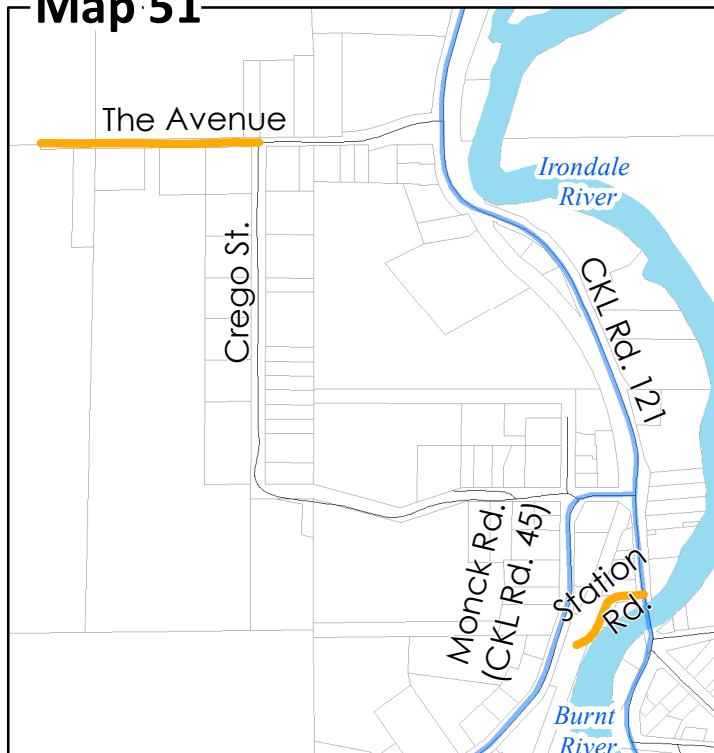 Map 51
The Avenue
Irondale
River
Crego St.
CKL Rd. 121
Monck Rd.
(CKL Rd. 45)
Station
Rd.
Burnt
River